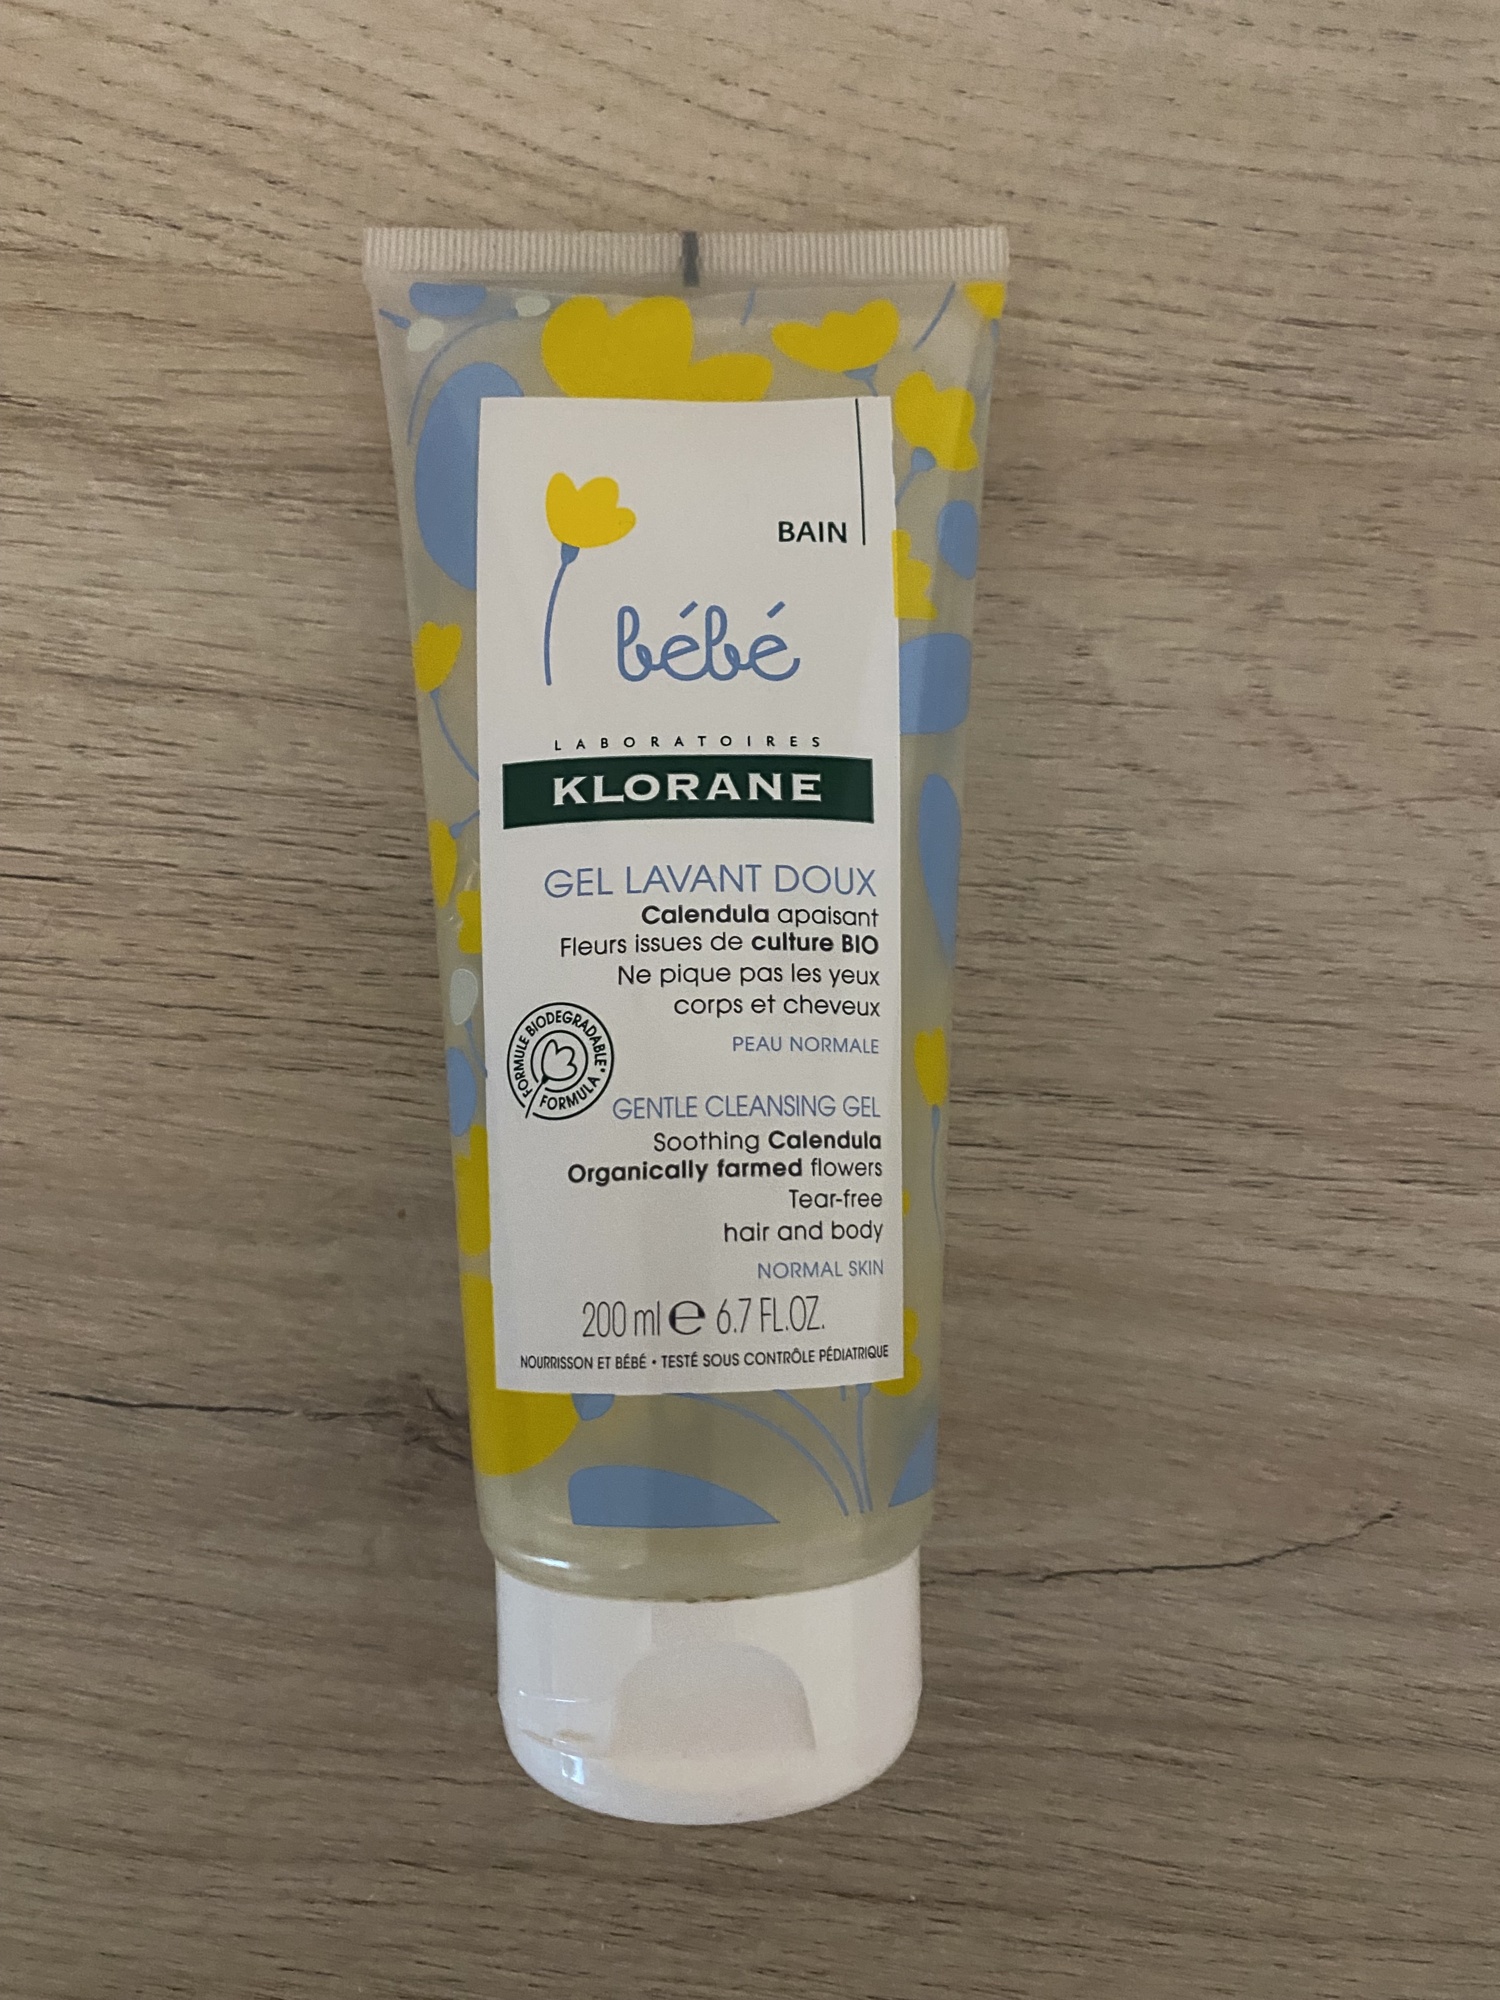 BAIN
bébé
LABORATOIRES
KLORANE
GEL LAVANT DOUX
Calendula apaisant
Fleurs issues de culture BIO
Ne pique pas les yeux
corps et cheveux
PEAU NORMALE
FORMULE BIODEGRADABLE* FORMULA
GENTLE CLEANSING GEL
Soothing Calendula
Organically farmed flowers
Tear-free
hair and body
NORMAL SKIN
200 ml e 6.7 FL.OZ.
NOURRISSON ET BÉBÉ • TESTÉ SOUS CONTRÔLE PÉDIATRIQUE